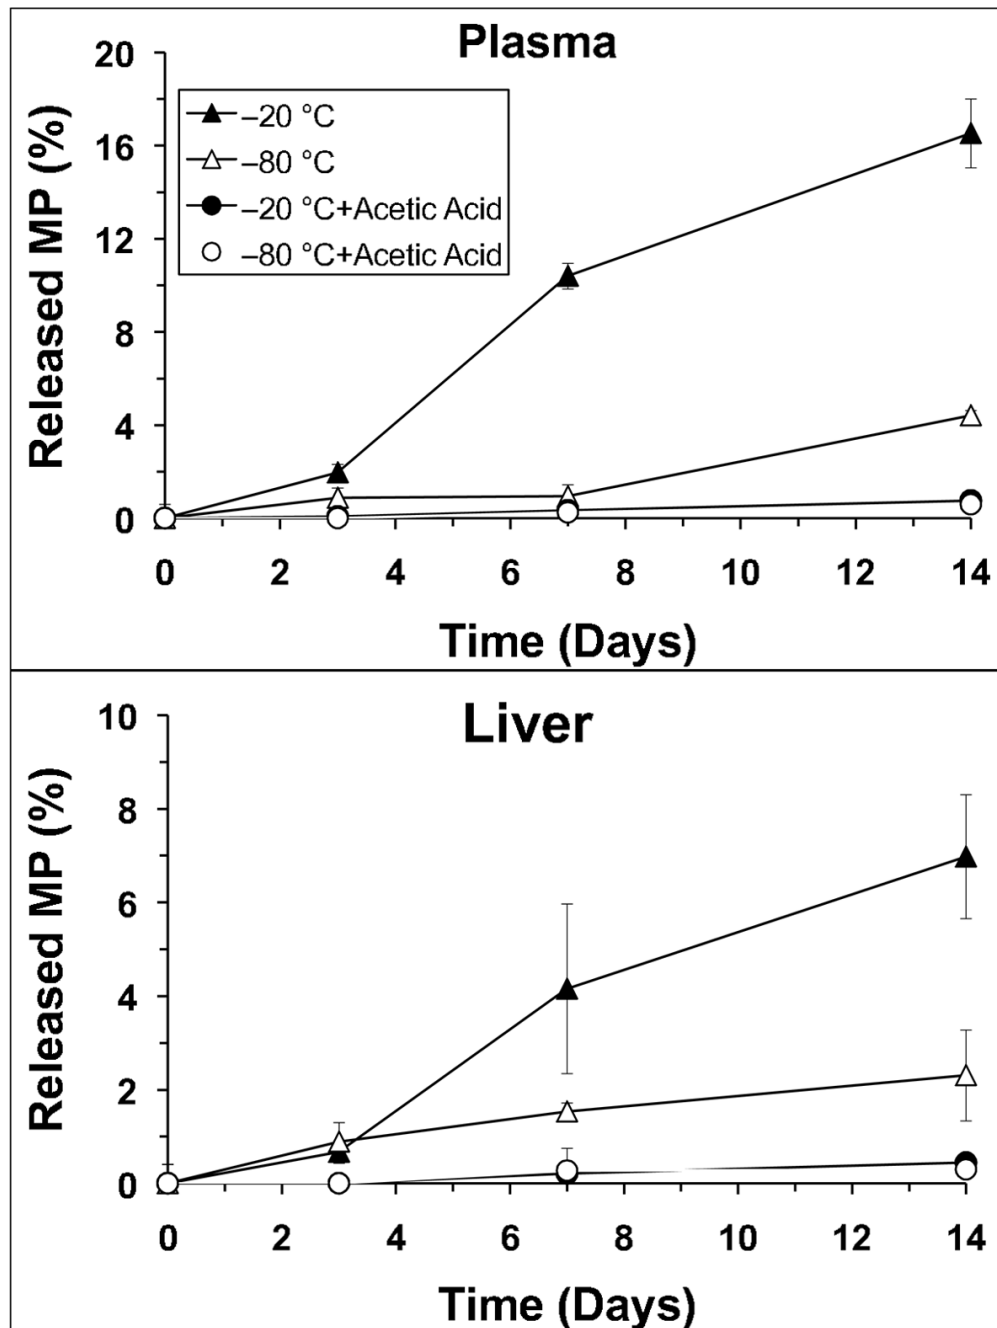 Plasma
20
16
12
8
4
0
Released MP (%)
–20 °C
–80 °C
–20 °C+Acetic Acid
–80 °C+Acetic Acid
0 2 4 6 8 10 12 14
Time (Days)
Liver
10
8
6
4
2
0
Released MP (%)
0 2 4 6 8 10 12 14
Time (Days)